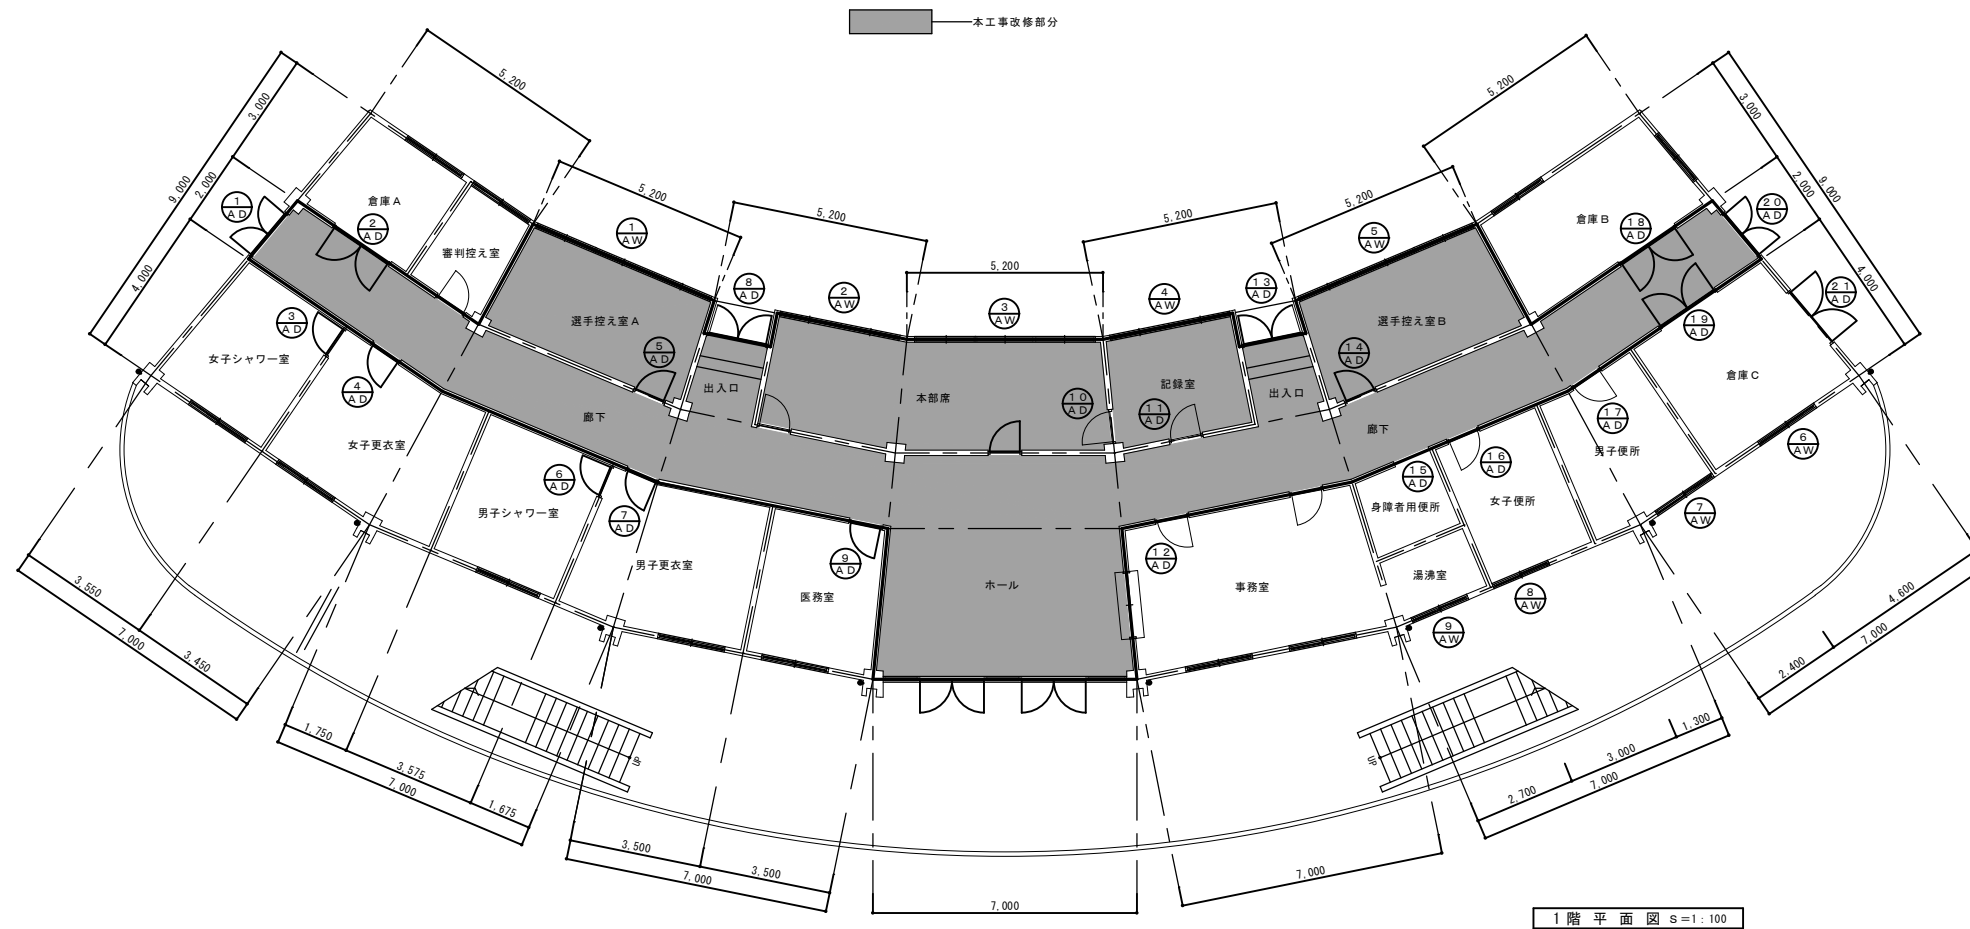 本工事改修部分
5,200
5,200
5,200
5,200
5,200
5,200
5,200
9,000
3,000
2,000
4,000
3,000
2,000
9,000
4,000
1
AD
2
AD
倉庫A
審判控え室
1
AW
8
AD
2
AW
3
AW
4
AW
13
AD
5
AW
倉庫B
18
AD
20
AD
21
AD
19
AD
3
AD
女子シャワー室
4
AD
選手控え室A
5
AD
出入口
本部席
10
AD
11
AD
記録室
出入口
14
AD
選手控え室B
倉庫C
6
AW
女子更衣室
廊下
廊下
17
AD
男子便所
6
AD
男子シャワー室
7
AD
15
AD
身障者用便所
16
AD
女子便所
7
AW
男子更衣室
9
AD
医務室
ホール
12
AD
事務室
湯沸室
8
AW
9
AW
UP
UP
3,550
7,000
3,450
1,750
3,575
7,000
1,675
3,500
7,000
3,500
7,000
7,000
2,700
3,000
1,300
7,000
2,400
4,600
7,000
1階平面図 S=1:100